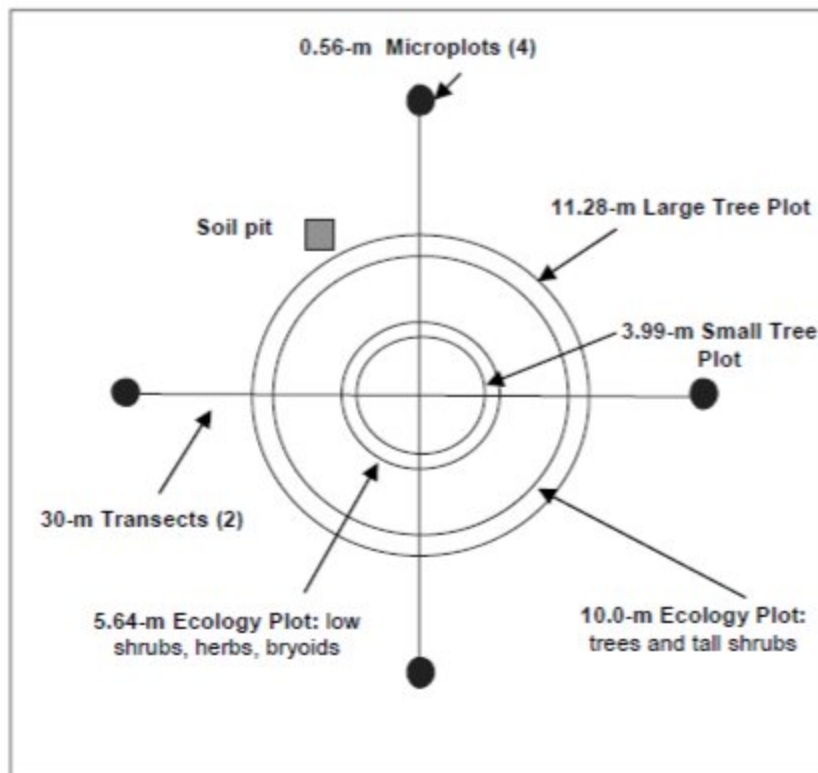 0.56-m Microplots (4)
11.28-m Large Tree Plot
Soil pit
3.99-m Small Tree
Plot
30-m Transects (2)
5.64-m Ecology Plot: low
shrubs, herbs, bryoids
10.0-m Ecology Plot:
trees and tall shrubs